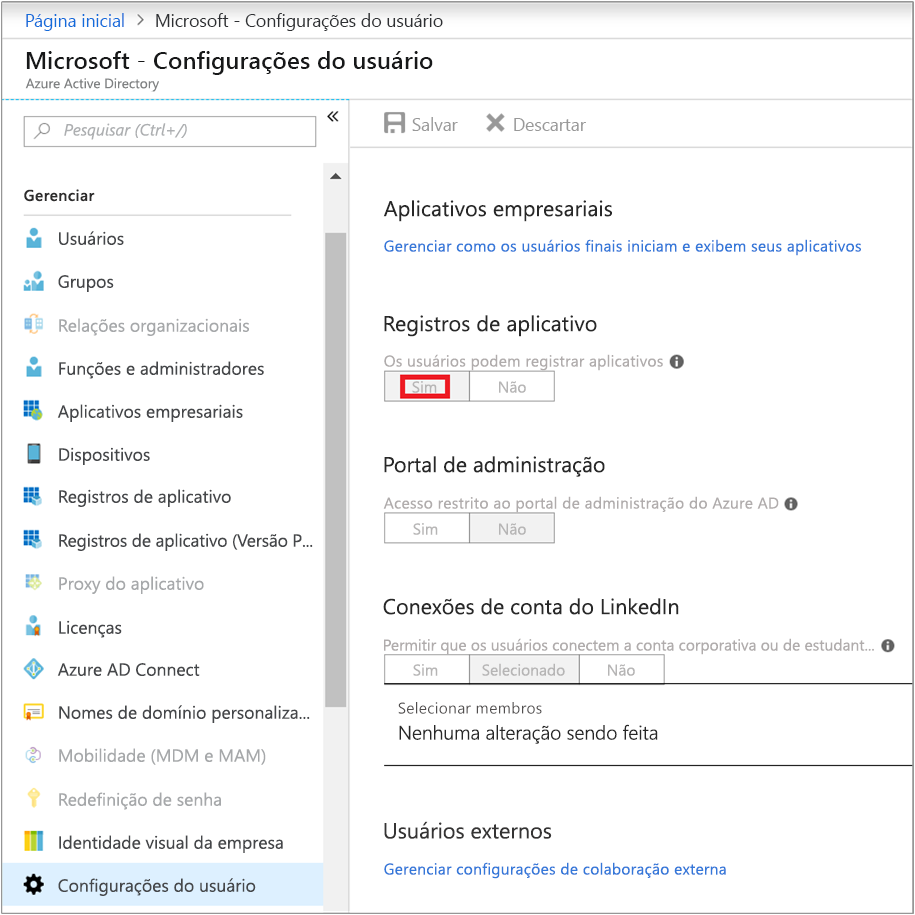 Página inicial > Microsoft - Configurações do usuário
Microsoft - Configurações do usuário
Azure Active Directory
Pesquisar (Ctrl+/)
«
Gerenciar
Usuários
Grupos
Relações organizacionais
Funções e administradores
Aplicativos empresariais
Dispositivos
Registros de aplicativo
Registros de aplicativo (Versão P...
Proxy do aplicativo
Licenças
Azure AD Connect
Nomes de domínio personaliza...
Mobilidade (MDM e MAM)
Redefinição de senha
Identidade visual da empresa
Configurações do usuário
Salvar Descartar
Aplicativos empresariais
Gerenciar como os usuários finais iniciam e exibem seus aplicativos
Registros de aplicativo
Os usuários podem registrar aplicativos
Sim Não
Portal de administração
Acesso restrito ao portal de administração do Azure AD
Sim Não
Conexões de conta do LinkedIn
Permitir que os usuários conectem a conta corporativa ou de estudant...
Sim Selecionado Não
Selecionar membros
Nenhuma alteração sendo feita
Usuários externos
Gerenciar configurações de colaboração externa